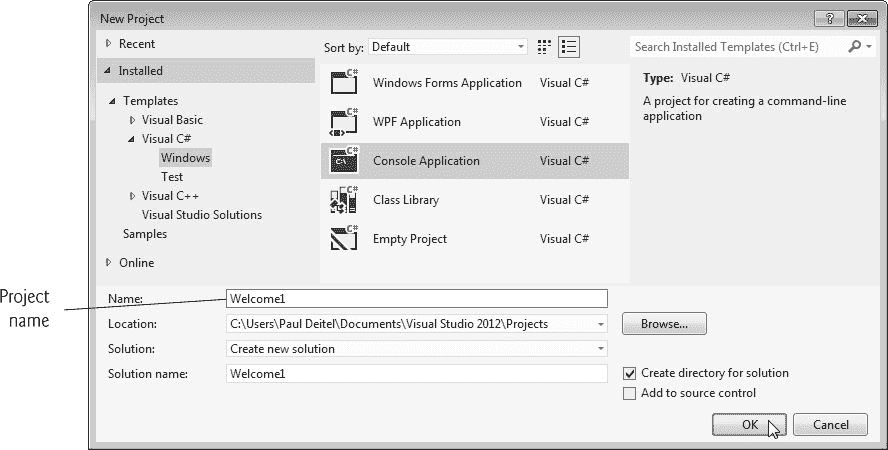 New Project
Recent
Installed
Templates
Visual Basic
Visual C#
Windows
Test
Visual C++
Visual Studio Solutions
Samples
Online
Sort by: Default
C# Windows Forms Application Visual C#
C# WPF Application Visual C#
C# C:\ Console Application Visual C#
C# Class Library Visual C#
C# Empty Project Visual C#
Search Installed Templates (Ctrl+E)
Type: Visual C#
A project for creating a command-line
application
Project
name
Name: Welcome1
Location: C:\Users\Paul Deitel\Documents\Visual Studio 2012\Projects
Browse...
Solution: Create new solution
Solution name: Welcome1
Create directory for solution
Add to source control
OK
Cancel